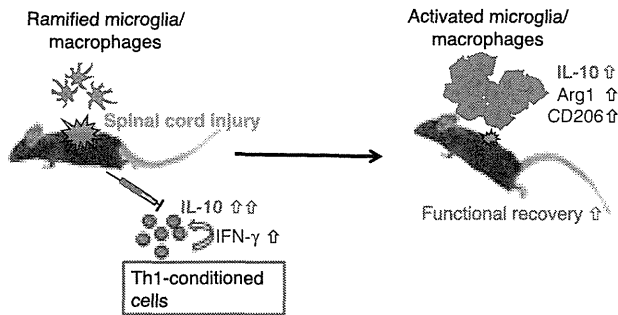 Ramified microglia/
macrophages
Spinal cord injury
IL-10 ⇧⇧
IFN-γ ⇧
Th1-conditioned
cells
Activated microglia/
macrophages
IL-10 ⇧
Arg1 ⇧
CD206⇧
Functional recovery ⇧